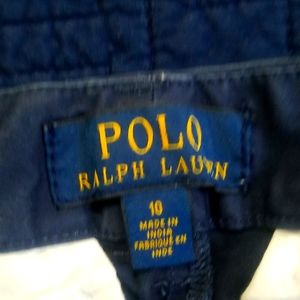 POLO
RALPH LAUREN
10
MADE IN
INDIA
FABRIQUÉ EN
INDE